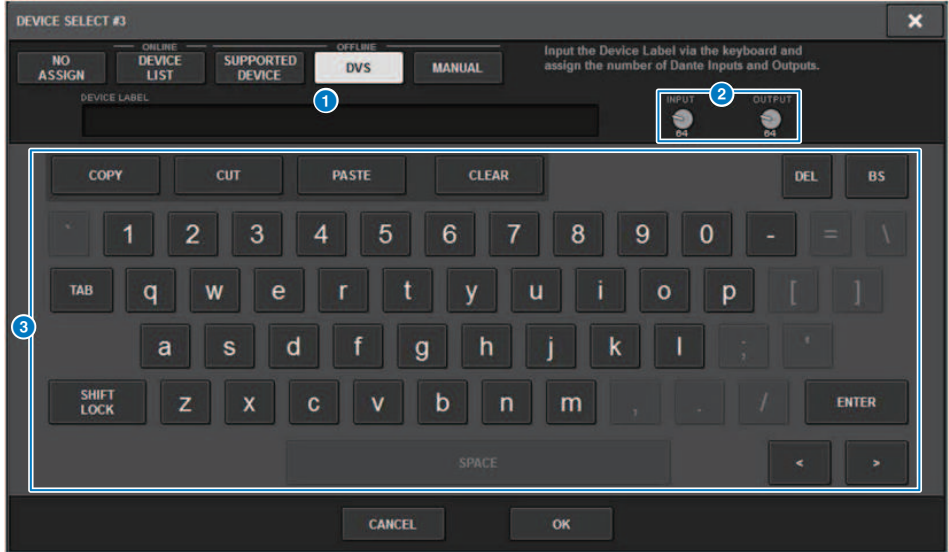 DEVICE SELECT #3
ONLINE OFFLINE
NO ASSIGN
DEVICE LIST
SUPPORTED DEVICE
DVS
MANUAL
Input the Device Label via the keyboard and
assign the number of Dante Inputs and Outputs.
1
DEVICE LABEL
2
INPUT OUTPUT
64 64
COPY CUT PASTE CLEAR DEL BS
` 1 2 3 4 5 6 7 8 9 0 - = \
TAB q w e r t y u i o p [ ]
3
a s d f g h j k l ; '
SHIFT LOCK z x c v b n m , . / ENTER
SPACE < >
CANCEL OK